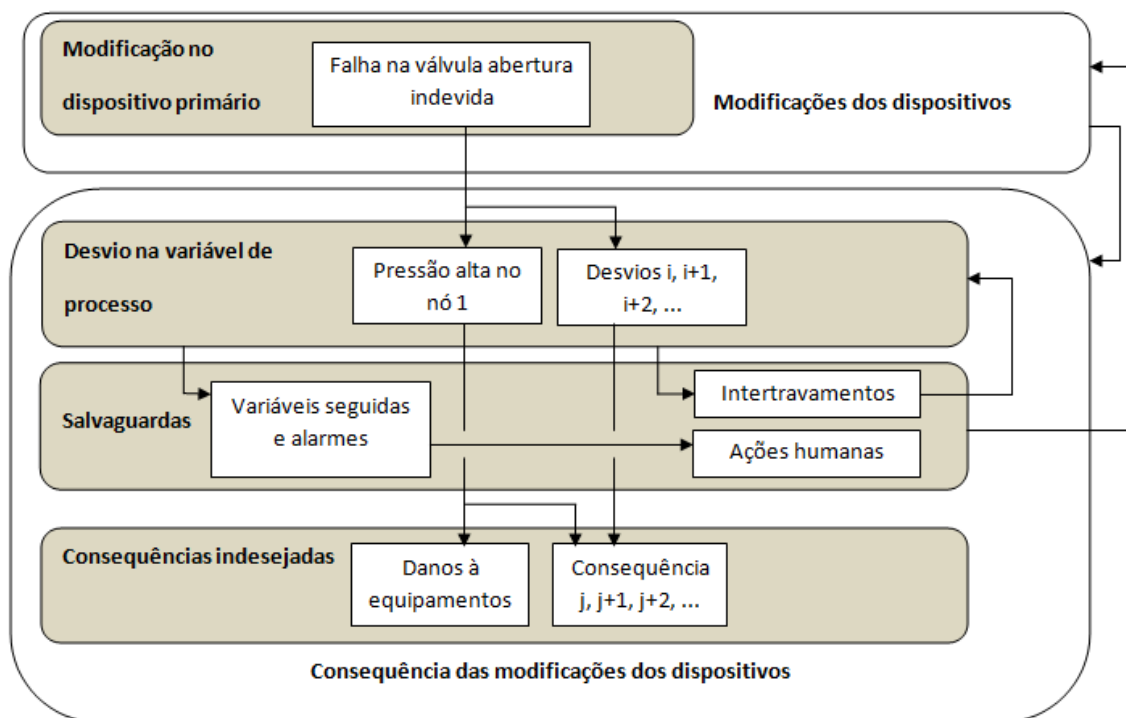 Modificação no
dispositivo primário
Falha na válvula abertura
indevida
Modificações dos dispositivos
Desvio na variável de
processo
Pressão alta no
nó 1
Desvios i, i+1,
i+2, ...
Salvaguardas
Variáveis seguidas
e alarmes
Intertravamentos
Ações humanas
Consequências indesejadas
Danos à
equipamentos
Consequência
j, j+1, j+2, ...
Consequência das modificações dos dispositivos